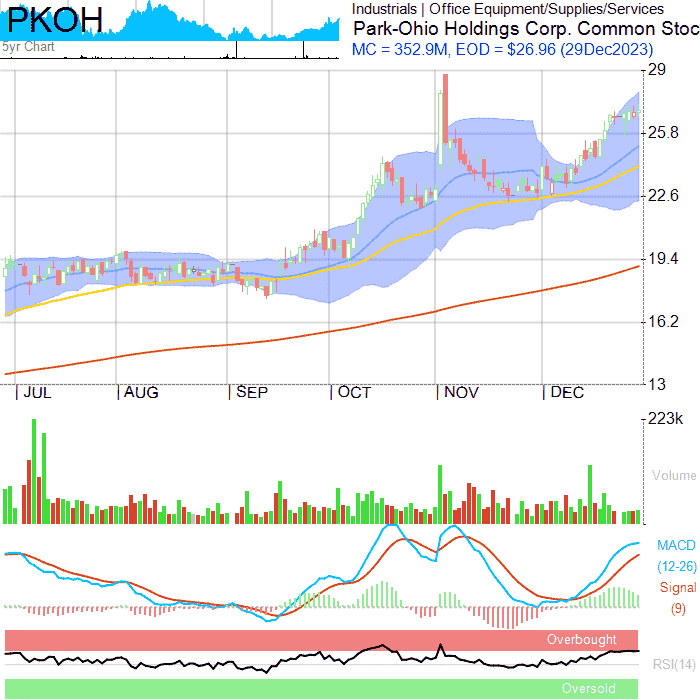 PKOH
5yr Chart
Industrials | Office Equipment/Supplies/Services
Park-Ohio Holdings Corp. Common Stoc
MC = 352.9M, EOD = $26.96 (29Dec2023)
29
25.8
22.6
19.4
16.2
13
| JUL | AUG | SEP | OCT | NOV | DEC
223k
Volume
MACD
(12-26)
Signal
(9)
Overbought
RSI(14)
Oversold